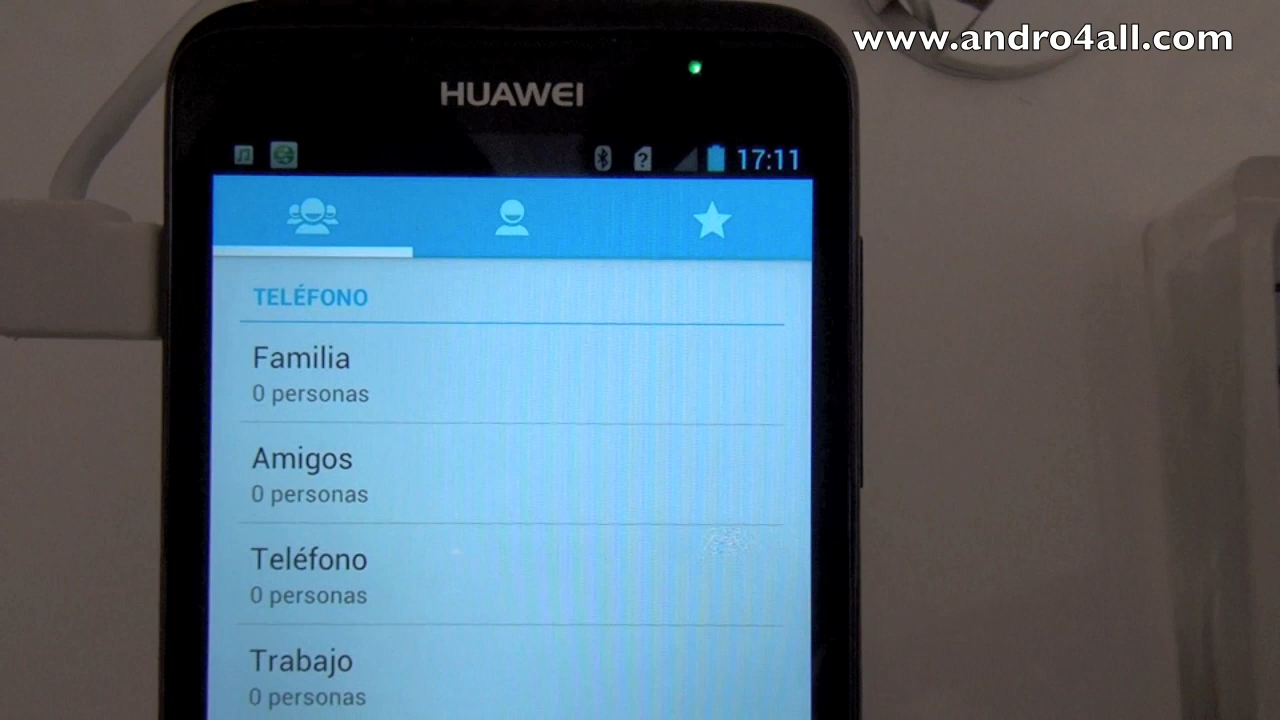 www.andro4all.com
HUAWEI
? 17:11
TELÉFONO
Familia
0 personas
Amigos
0 personas
Teléfono
0 personas
Trabajo
0 personas